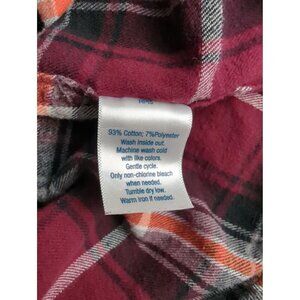 93% Cotton; 7%Polyester
Wash inside out.
Machine wash cold
with like colors.
Gentle cycle.
Only non-chlorine bleach
when needed.
Tumble dry low.
Warm iron if needed.